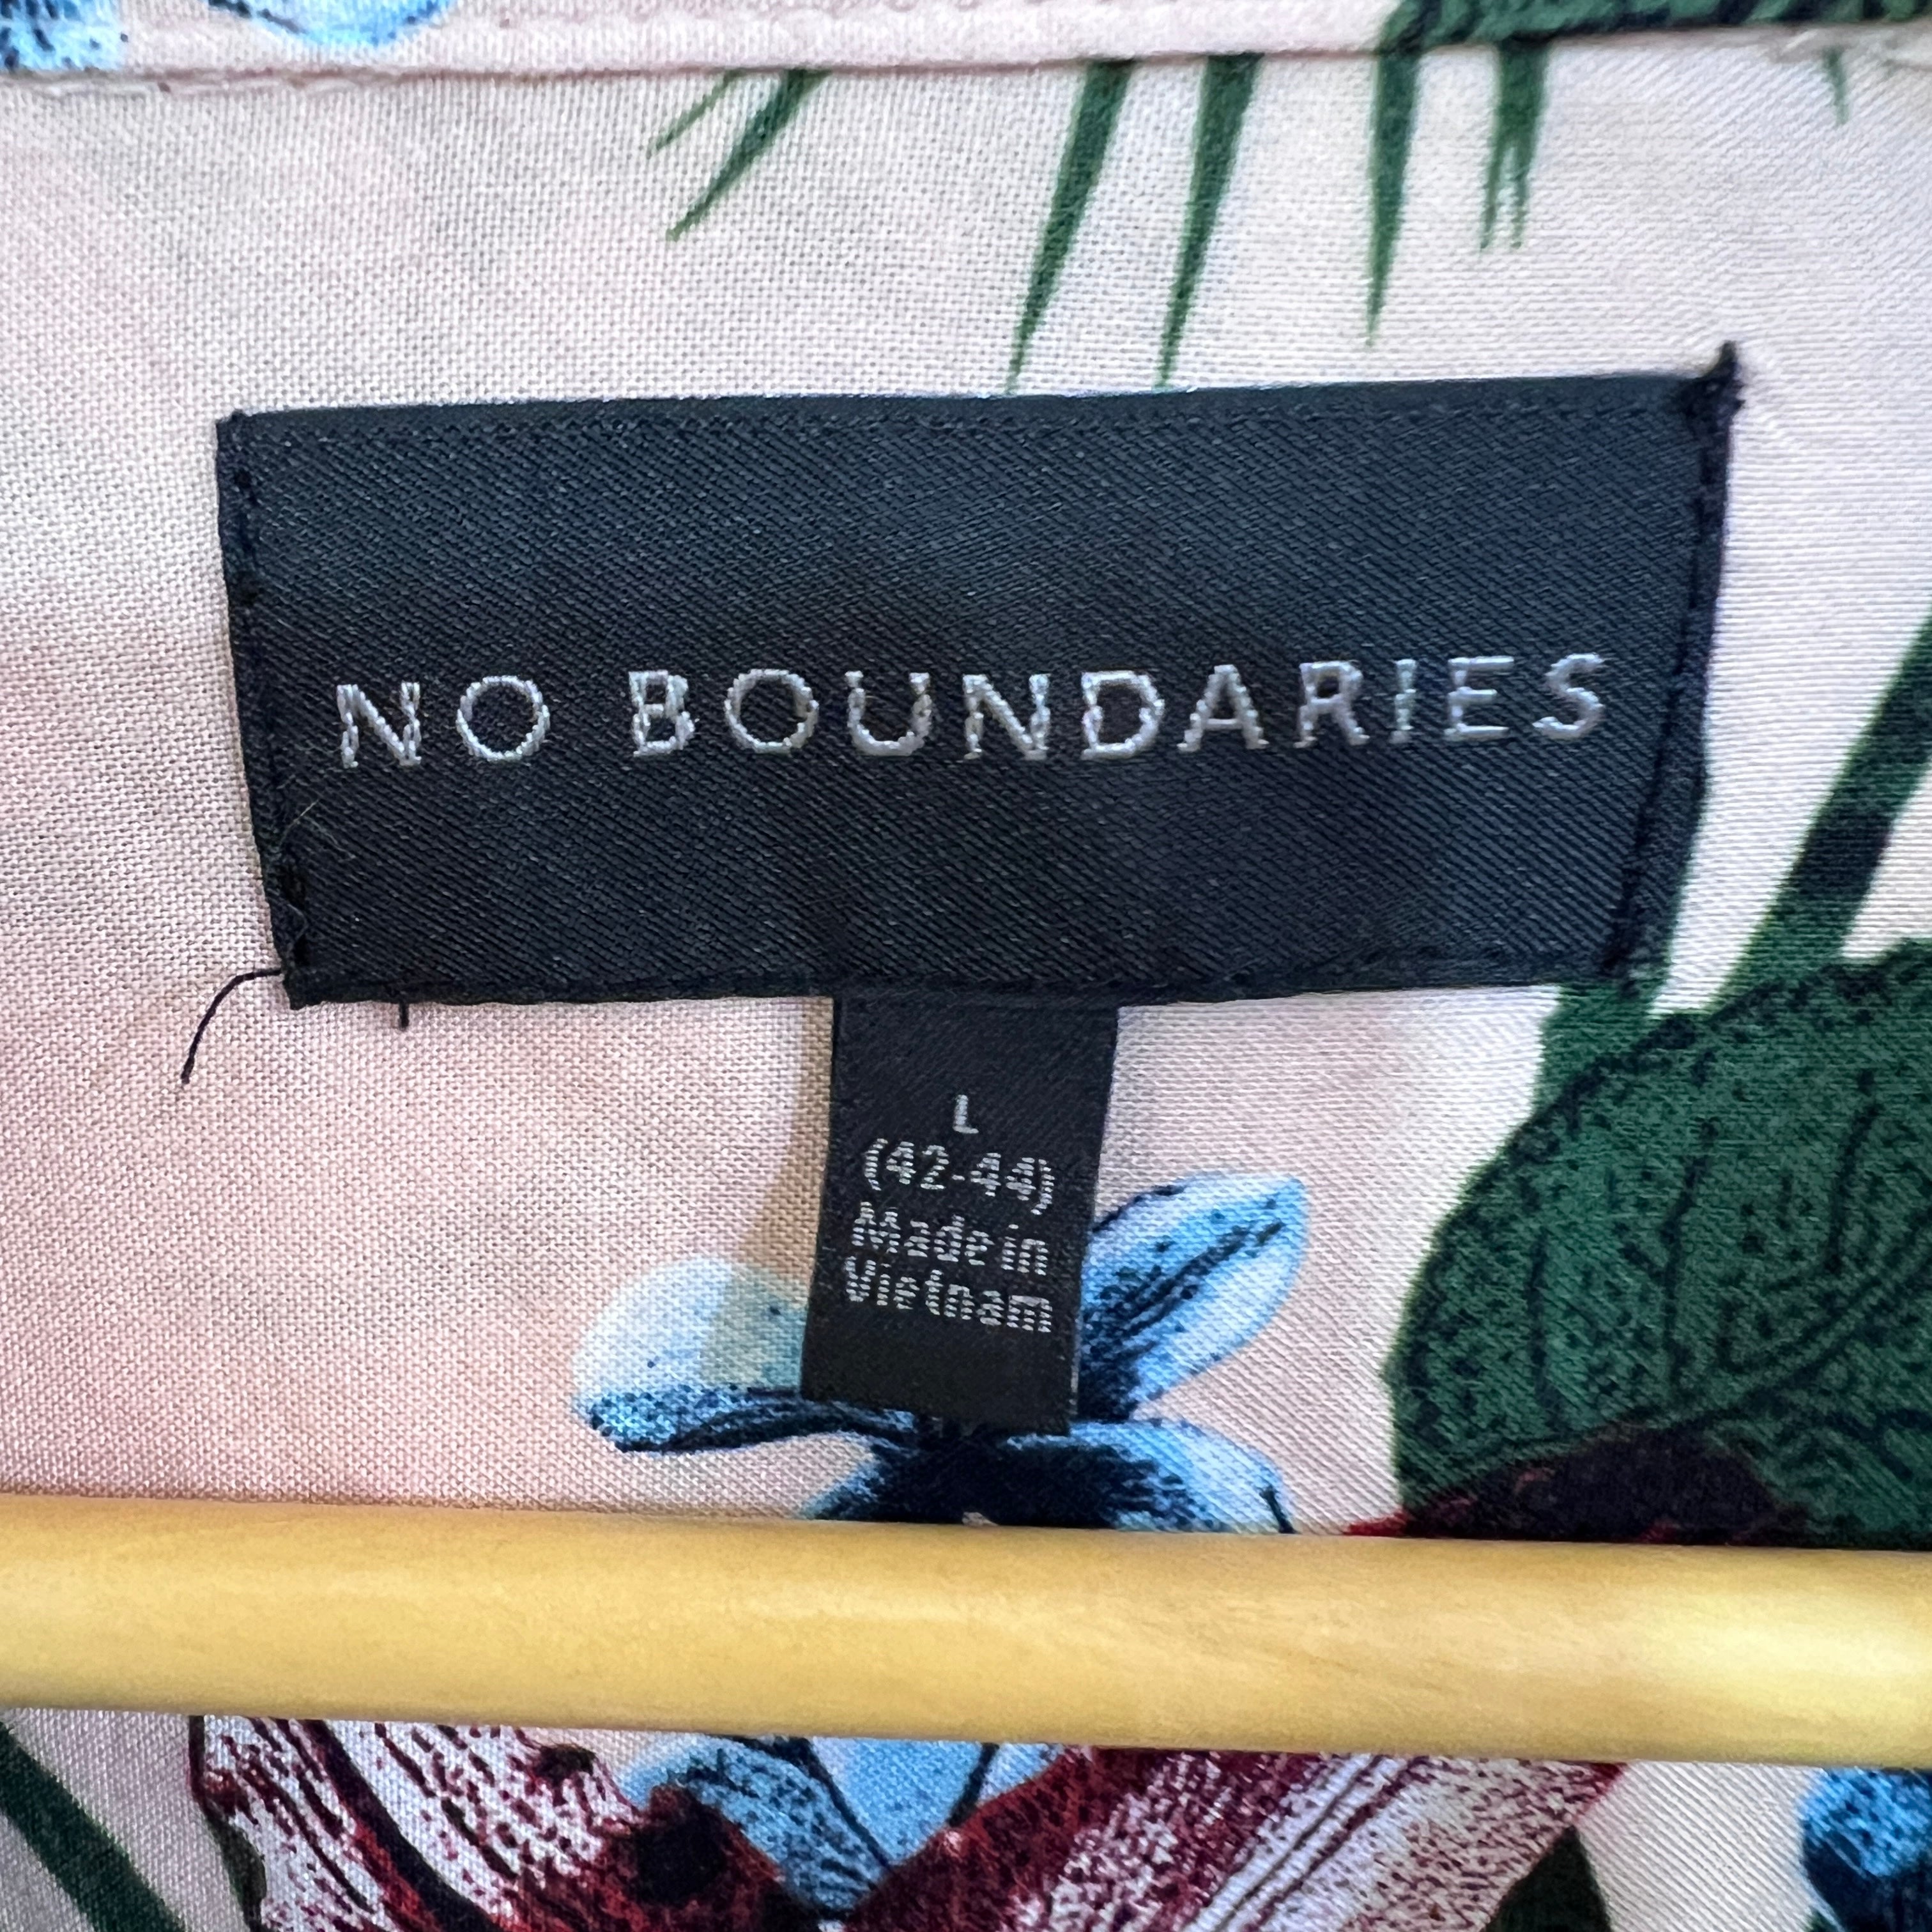 NO BOUNDARIES
L
(42-44)
Made in
Vietnam